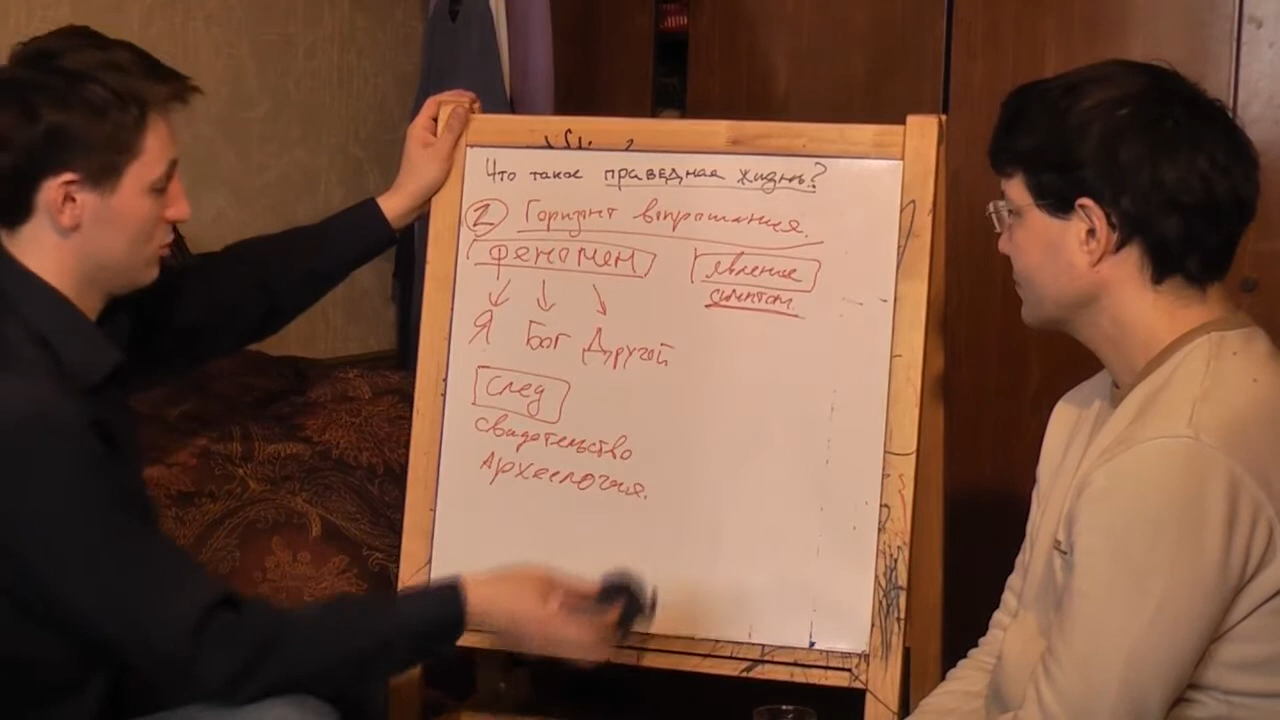 Что такое праведная жизнь?
2 Горизонт вопрошания.
феномен явление
симптом.
Я Бог Другой
след
свидетельство
Археология.